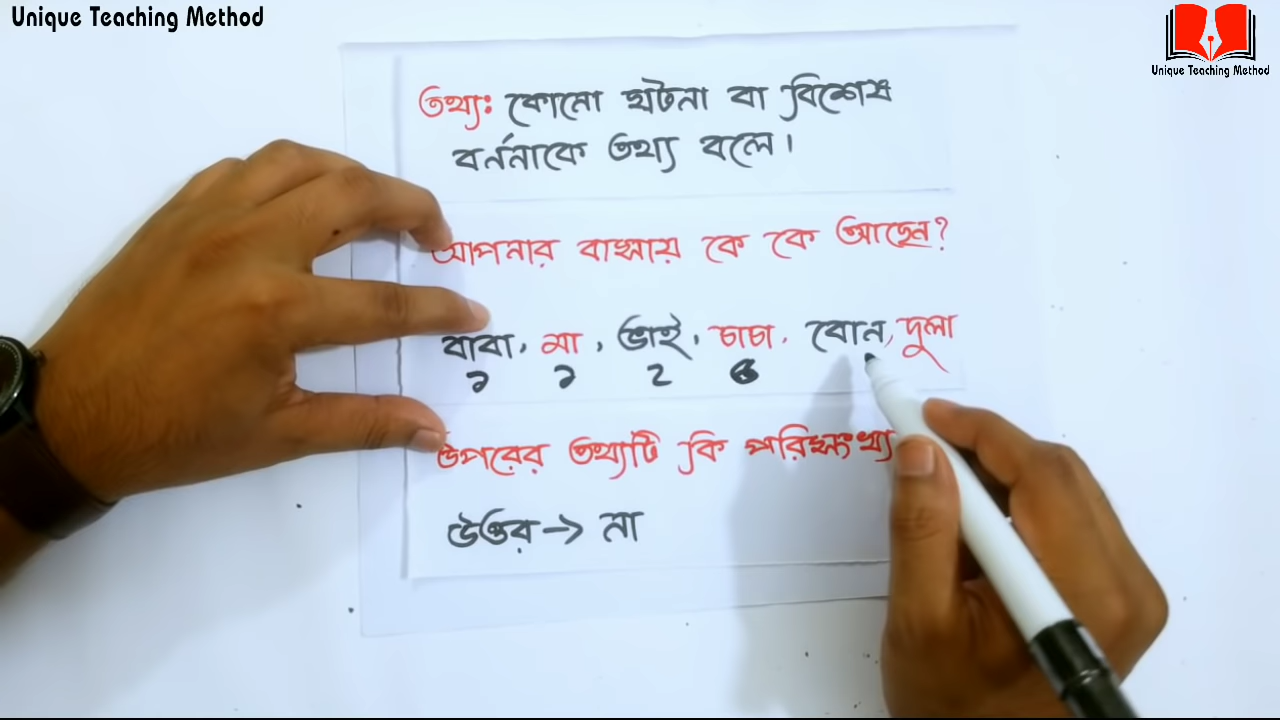 Unique Teaching Method
Unique Teaching Method
তথ্যঃ কোনো ঘটনা বা বিশেষ
বর্ননাকে তথ্য বলে।
আপনার বাসায় কে কে আছেন?
বাবা, মা, ভাই, চাচা, বোন, দুলা
১ ১ ২
উপরের তথ্যটি কি পরিসংখ্য
উত্তর → না